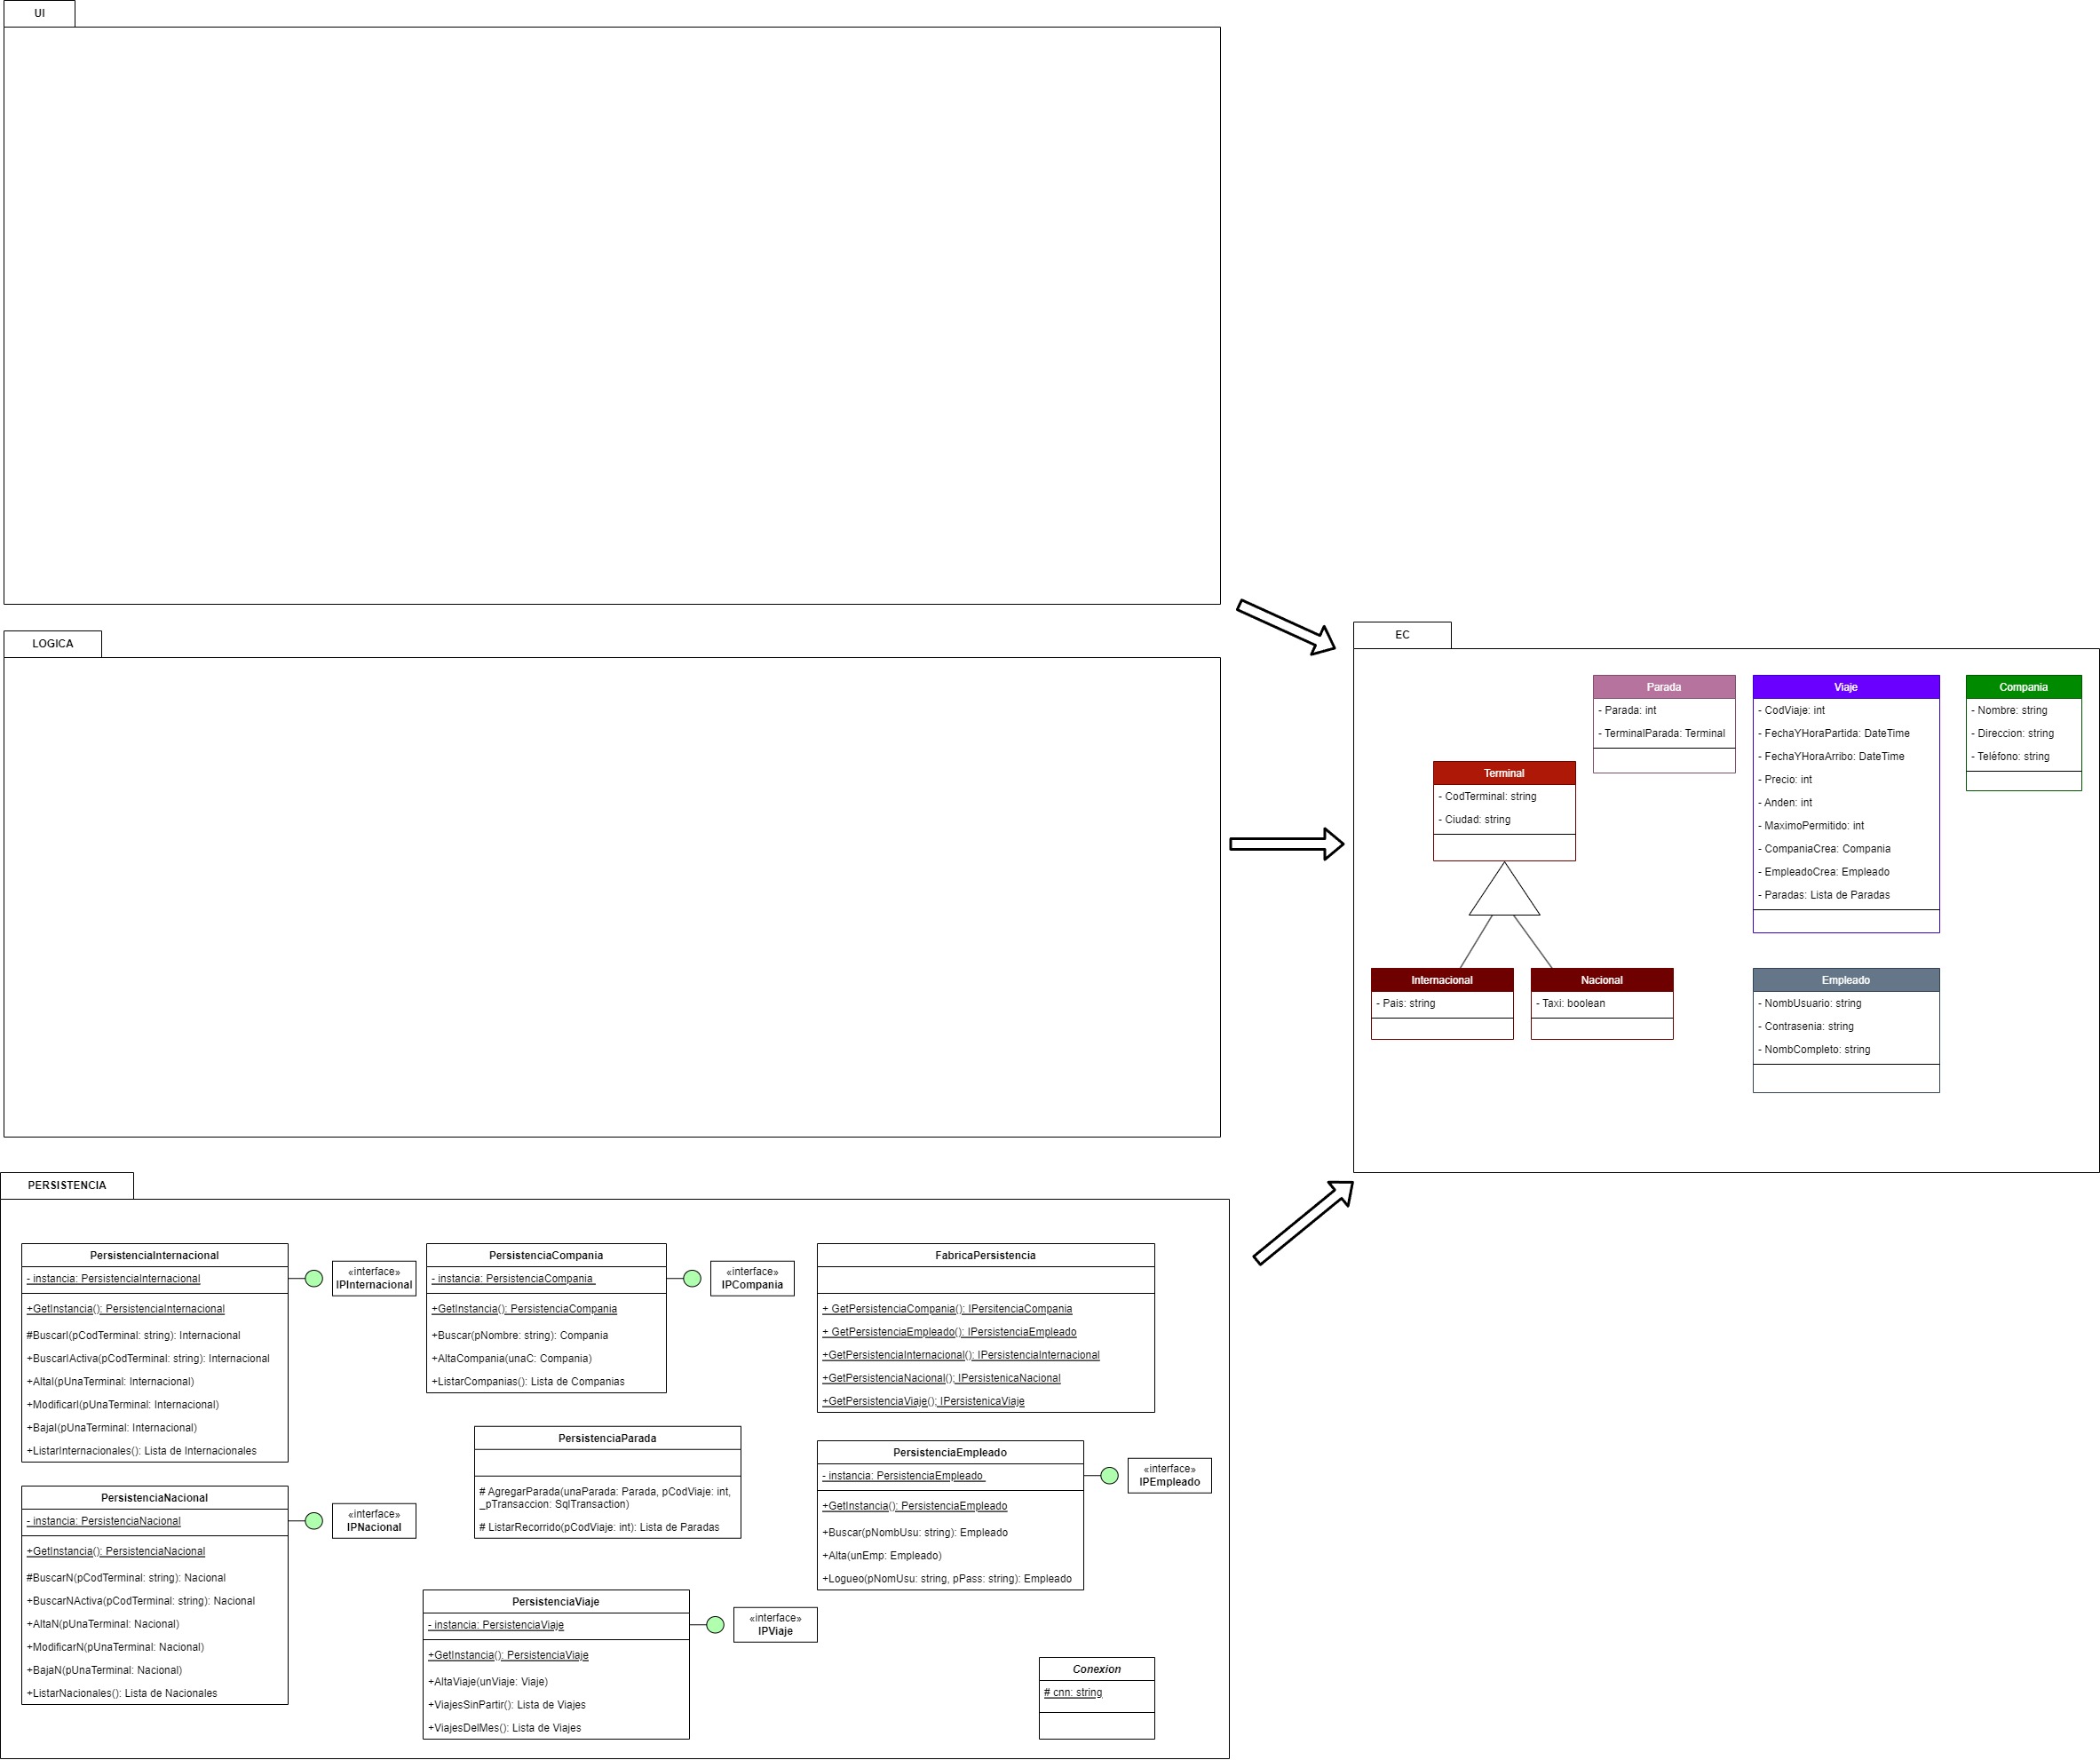 UI
LOGICA
EC
Parada
- Parada: int
- TerminalParada: Terminal
Viaje
- CodViaje: int
- FechaYHoraPartida: DateTime
- FechaYHoraArribo: DateTime
- Precio: int
- Anden: int
- MaximoPermitido: int
- CompaniaCrea: Compania
- EmpleadoCrea: Empleado
- Paradas: Lista de Paradas
Compania
- Nombre: string
- Direccion: string
- Teléfono: string
Terminal
- CodTerminal: string
- Ciudad: string
Internacional
- Pais: string
Nacional
- Taxi: boolean
Empleado
- NombUsuario: string
- Contrasenia: string
- NombCompleto: string
PERSISTENCIA
PersistenciaInternacional
- instancia: PersistenciaInternacional
+GetInstancia(): PersistenciaInternacional
#BuscarI(pCodTerminal: string): Internacional
+BuscarIActiva(pCodTerminal: string): Internacional
+AltaI(pUnaTerminal: Internacional)
+ModificarI(pUnaTerminal: Internacional)
+BajaI(pUnaTerminal: Internacional)
+ListarInternacionales(): Lista de Internacionales
«interface»
IPInternacional
PersistenciaCompania
- instancia: PersistenciaCompania
+GetInstancia(): PersistenciaCompania
+Buscar(pNombre: string): Compania
+AltaCompania(unaC: Compania)
+ListarCompanias(): Lista de Companias
«interface»
IPCompania
FabricaPersistencia
+ GetPersistenciaCompania(): IPersitenciaCompania
+ GetPersistenciaEmpleado(): IPersistenciaEmpleado
+GetPersistenciaInternacional(): IPersistenciaInternacional
+GetPersistenciaNacional(): IPersistenicaNacional
+GetPersistenciaViaje(): IPersistenicaViaje
PersistenciaParada
# AgregarParada(unaParada: Parada, pCodViaje: int,
_pTransaccion: SqlTransaction)
# ListarRecorrido(pCodViaje: int): Lista de Paradas
PersistenciaEmpleado
- instancia: PersistenciaEmpleado
+GetInstancia(): PersistenciaEmpleado
+Buscar(pNombUsu: string): Empleado
+Alta(unEmp: Empleado)
+Logueo(pNomUsu: string, pPass: string): Empleado
«interface»
IPEmpleado
PersistenciaNacional
- instancia: PersistenciaNacional
+GetInstancia(): PersistenciaNacional
#BuscarN(pCodTerminal: string): Nacional
+BuscarNActiva(pCodTerminal: string): Nacional
+AltaN(pUnaTerminal: Nacional)
+ModificarN(pUnaTerminal: Nacional)
+BajaN(pUnaTerminal: Nacional)
+ListarNacionales(): Lista de Nacionales
«interface»
IPNacional
PersistenciaViaje
- instancia: PersistenciaViaje
+GetInstancia(): PersistenciaViaje
+AltaViaje(unViaje: Viaje)
+ViajesSinPartir(): Lista de Viajes
+ViajesDelMes(): Lista de Viajes
«interface»
IPViaje
Conexion
# cnn: string